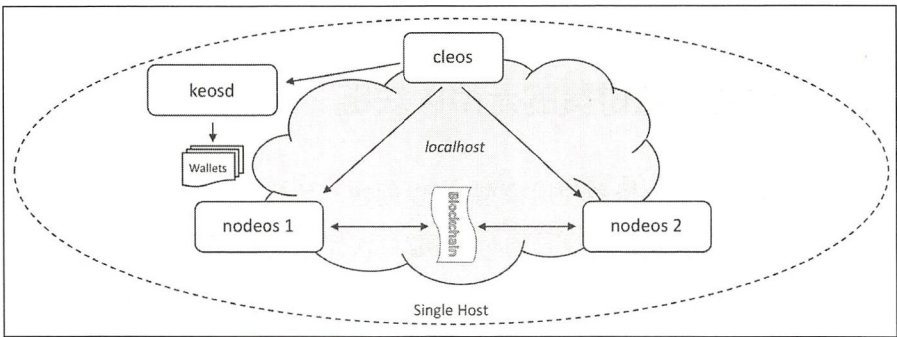 cleos
keosd
localhost
Wallets
Blockchain
nodeos 1
nodeos 2
Single Host